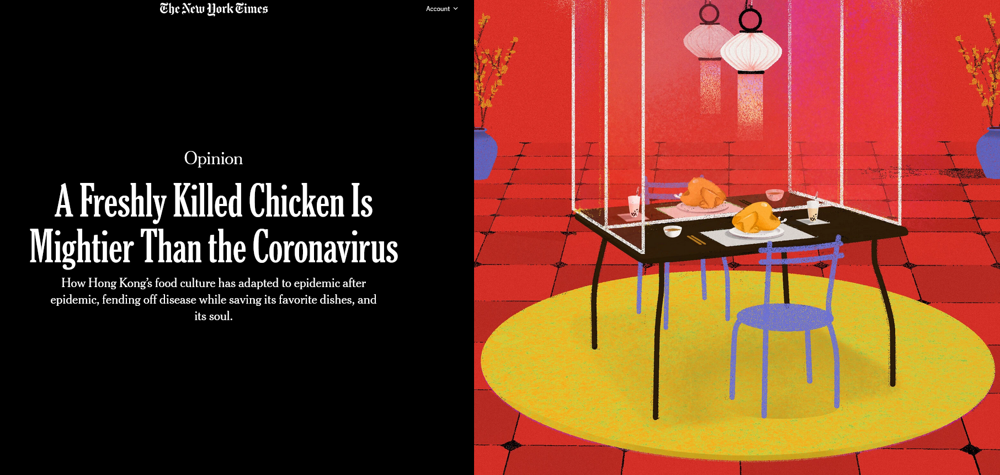 The New York Times
Account
Opinion
A Freshly Killed Chicken Is
Mightier Than the Coronavirus
How Hong Kong’s food culture has adapted to epidemic after
epidemic, fending off disease while saving its favorite dishes, and
its soul.